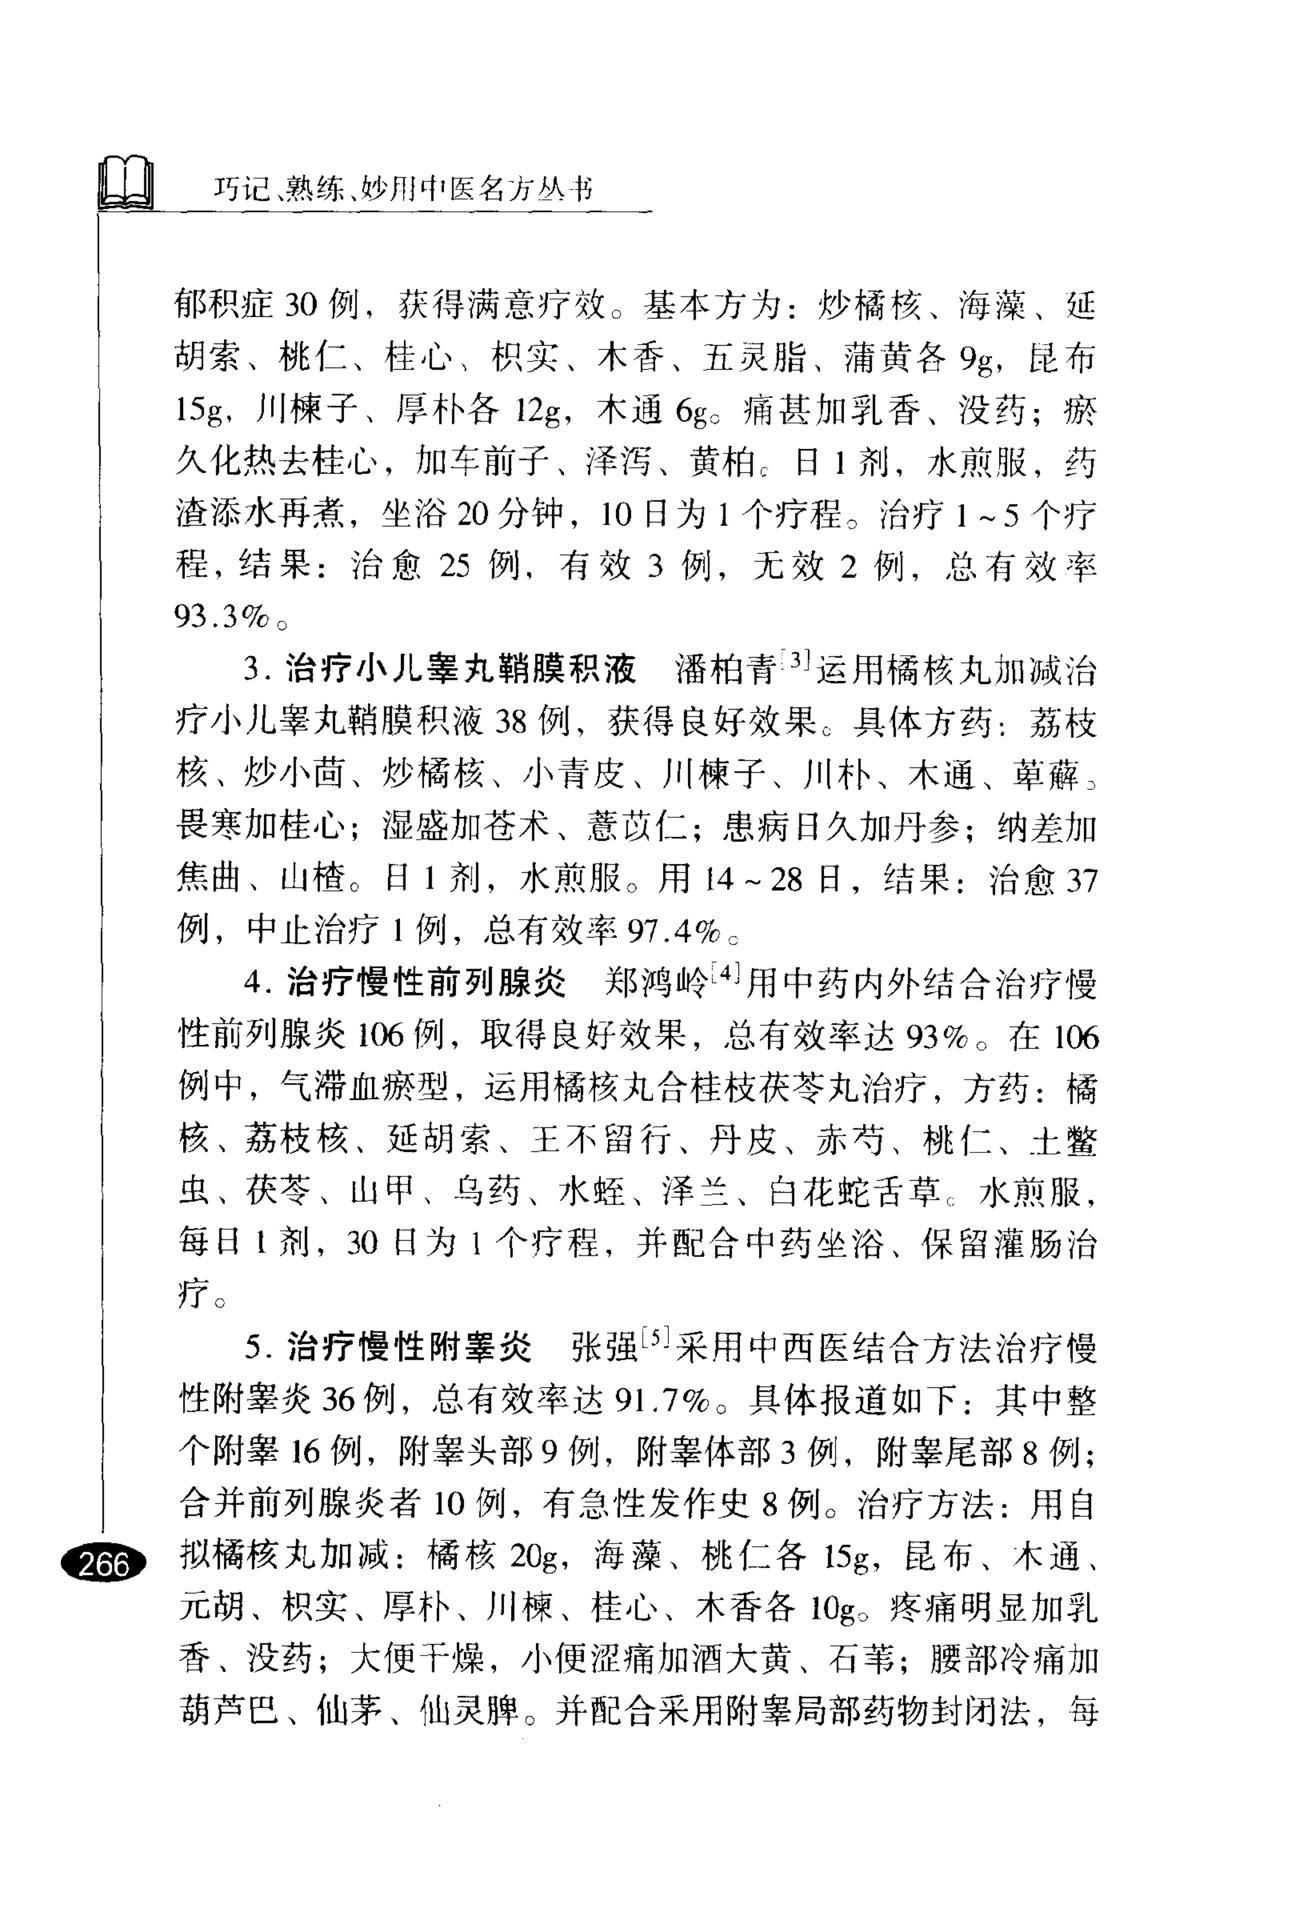 巧记、熟练、妙用中医名方丛书
郁积症 30 例，获得满意疗效。基本方为：炒橘核、海藻、延
胡索、桃仁、桂心、枳实、木香、五灵脂、蒲黄各 9g，昆布
15g，川楝子、厚朴各 12g，木通 6g。痛甚加乳香、没药；瘀
久化热去桂心，加车前子、泽泻、黄柏。日 1 剂，水煎服，药
渣添水再煮，坐浴 20 分钟，10 日为 1 个疗程。治疗 1～5 个疗
程，结果：治愈 25 例，有效 3 例，无效 2 例，总有效率
93.3%。
3. 治疗小儿睾丸鞘膜积液 潘柏青[3]运用橘核丸加减治
疗小儿睾丸鞘膜积液 38 例，获得良好效果。具体方药：荔枝
核、炒小茴、炒橘核、小青皮、川楝子、川朴、木通、萆薢。
畏寒加桂心；湿盛加苍术、薏苡仁；患病日久加丹参；纳差加
焦曲、山楂。日 1 剂，水煎服。用 14～28 日，结果：治愈 37
例，中止治疗 1 例，总有效率 97.4%。
4. 治疗慢性前列腺炎 郑鸿岭[4]用中药内外结合治疗慢
性前列腺炎 106 例，取得良好效果，总有效率达 93%。在 106
例中，气滞血瘀型，运用橘核丸合桂枝茯苓丸治疗，方药：橘
核、荔枝核、延胡索、王不留行、丹皮、赤芍、桃仁、土鳖
虫、茯苓、山甲、乌药、水蛭、泽兰、白花蛇舌草。水煎服，
每日 1 剂，30 日为 1 个疗程，并配合中药坐浴、保留灌肠治
疗。
5. 治疗慢性附睾炎 张强[5]采用中西医结合方法治疗慢
性附睾炎 36 例，总有效率达 91.7%。具体报道如下：其中整
个附睾 16 例，附睾头部 9 例，附睾体部 3 例，附睾尾部 8 例；
合并前列腺炎者 10 例，有急性发作史 8 例。治疗方法：用自
拟橘核丸加减：橘核 20g，海藻、桃仁各 15g，昆布、木通、
元胡、枳实、厚朴、川楝、桂心、木香各 10g。疼痛明显加乳
香、没药；大便干燥，小便涩痛加酒大黄、石苇；腰部冷痛加
葫芦巴、仙茅、仙灵脾。并配合采用附睾局部药物封闭法，每
266